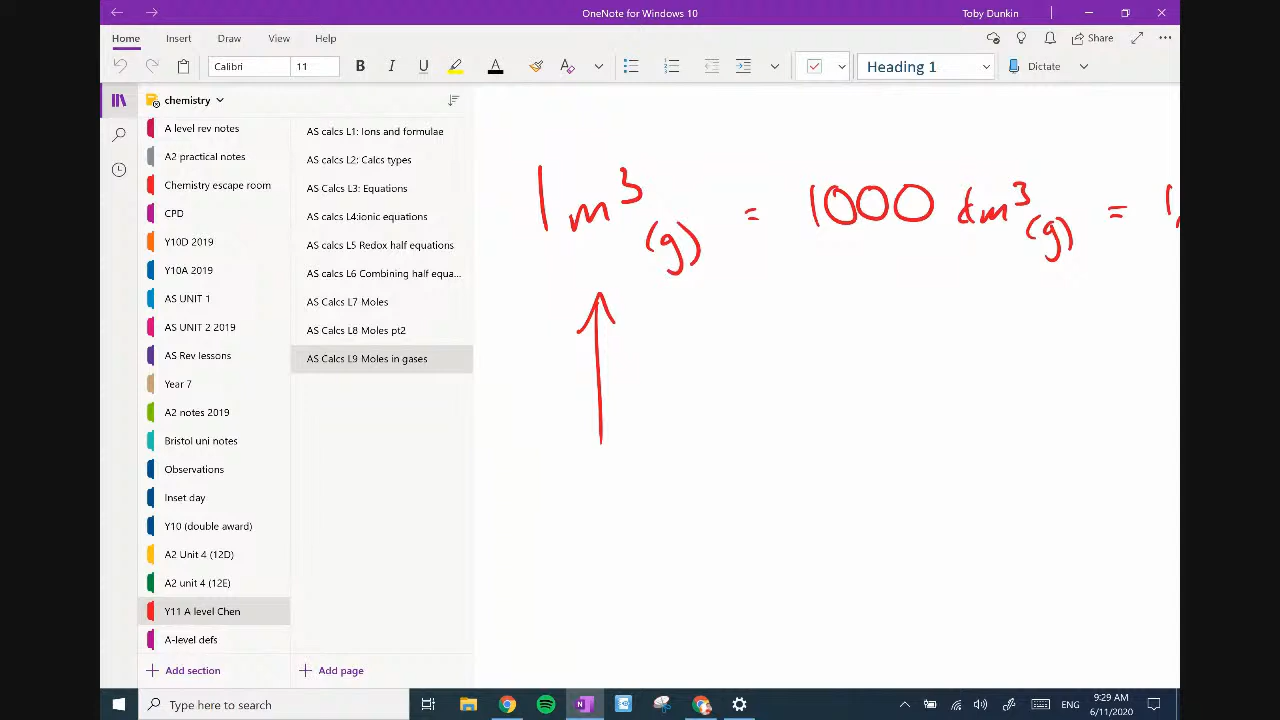 OneNote for Windows 10
Toby Dunkin
Home Insert Draw View Help
Share
Calibri 11 B I U A A Heading 1 Dictate
chemistry
A level rev notes
A2 practical notes
Chemistry escape room
CPD
Y10D 2019
Y10A 2019
AS UNIT 1
AS UNIT 2 2019
AS Rev lessons
Year 7
A2 notes 2019
Bristol uni notes
Observations
Inset day
Y10 (double award)
A2 Unit 4 (12D)
A2 unit 4 (12E)
Y11 A level Chen
A-level defs
Add section
AS calcs L1: Ions and formulae
AS calcs L2: Calcs types
AS calcs L3: Equations
AS calcs L4:ionic equations
AS calcs L5 Redox half equations
AS calcs L6 Combining half equa...
AS Calcs L7 Moles
AS Calcs L8 Moles pt2
AS Calcs L9 Moles in gases
Add page
1 m³ (g) = 1000 dm³ (g) = 1,
Type here to search
ENG
9:29 AM
6/11/2020